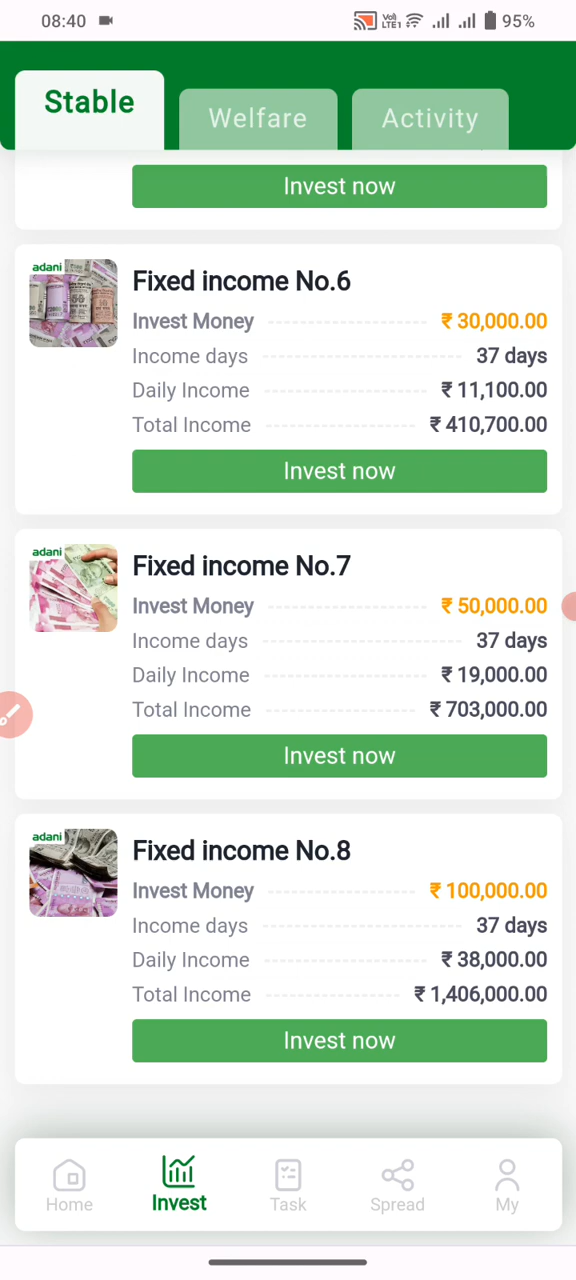 08:40
Vo)
LTE1
95%
Stable
Welfare
Activity
Invest now
adani
Fixed income No.6
Invest Money ₹ 30,000.00
Income days 37 days
Daily Income ₹ 11,100.00
Total Income ₹ 410,700.00
Invest now
adani
Fixed income No.7
Invest Money ₹ 50,000.00
Income days 37 days
Daily Income ₹ 19,000.00
Total Income ₹ 703,000.00
Invest now
adani
Fixed income No.8
Invest Money ₹ 100,000.00
Income days 37 days
Daily Income ₹ 38,000.00
Total Income ₹ 1,406,000.00
Invest now
Home
Invest
Task
Spread
My